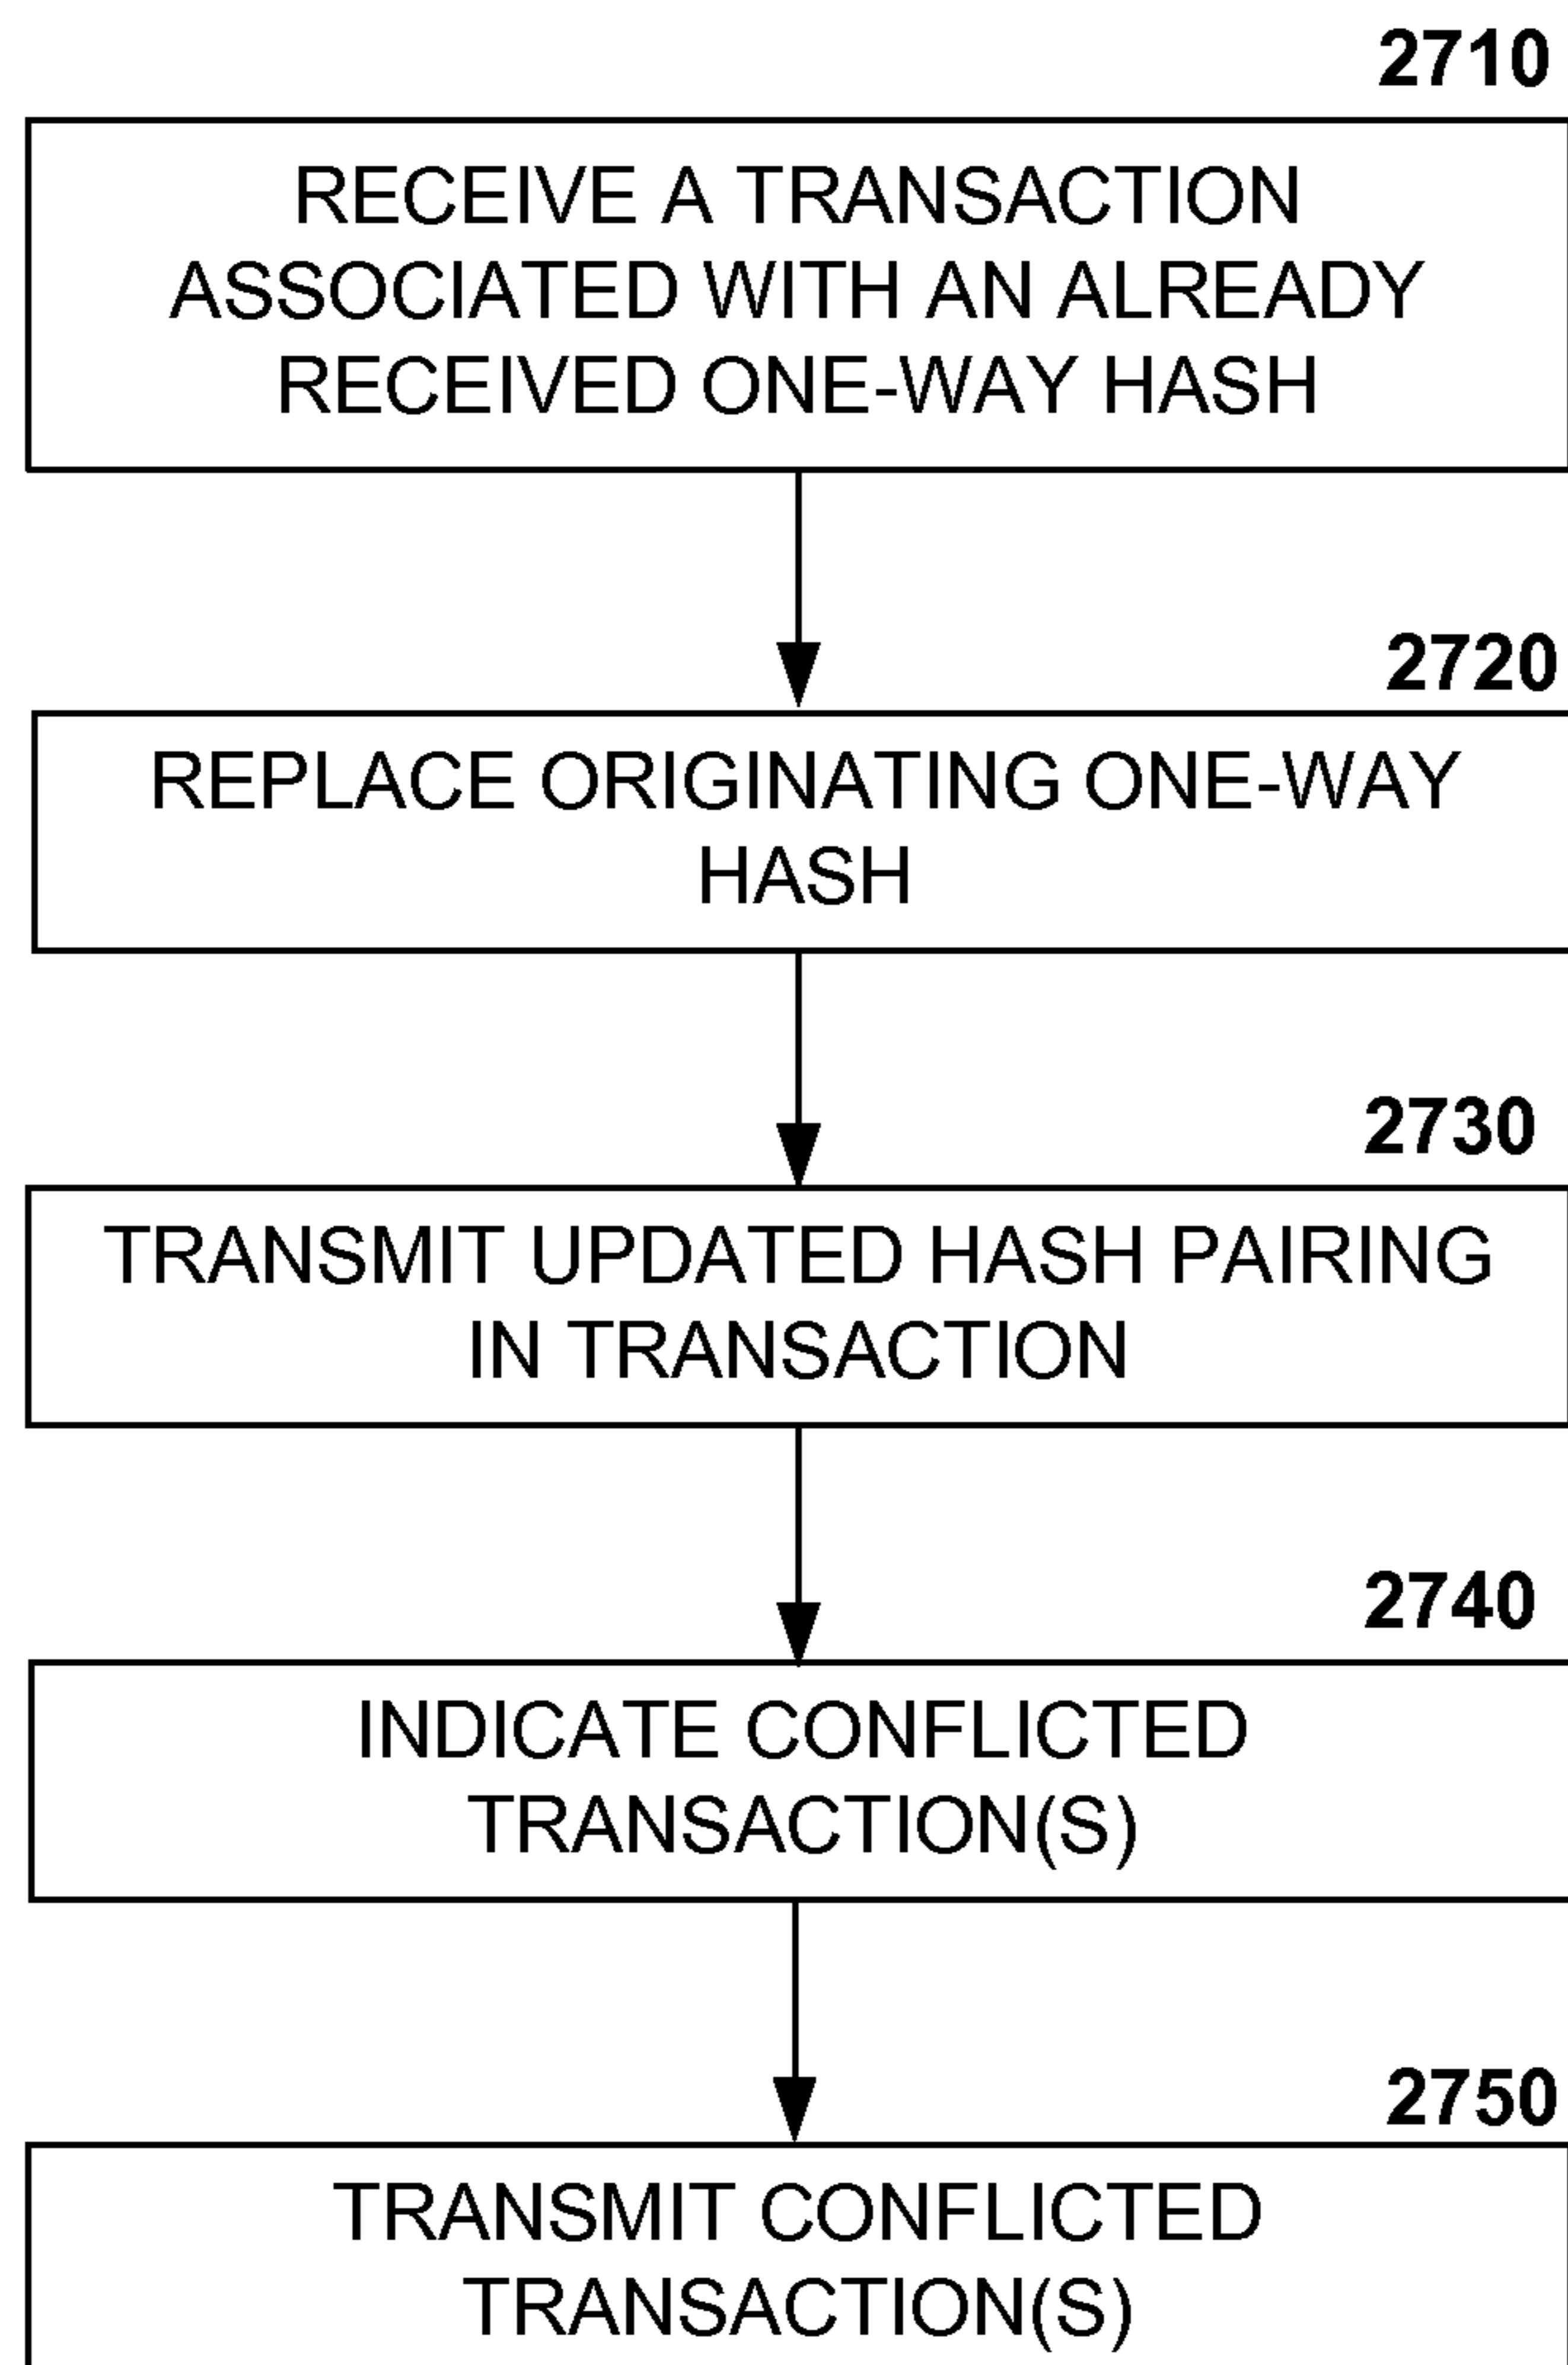 2710
RECEIVE A TRANSACTION
ASSOCIATED WITH AN ALREADY
RECEIVED ONE-WAY HASH
2720
REPLACE ORIGINATING ONE-WAY
HASH
2730
TRANSMIT UPDATED HASH PAIRING
IN TRANSACTION
2740
INDICATE CONFLICTED
TRANSACTION(S)
2750
TRANSMIT CONFLICTED
TRANSACTION(S)